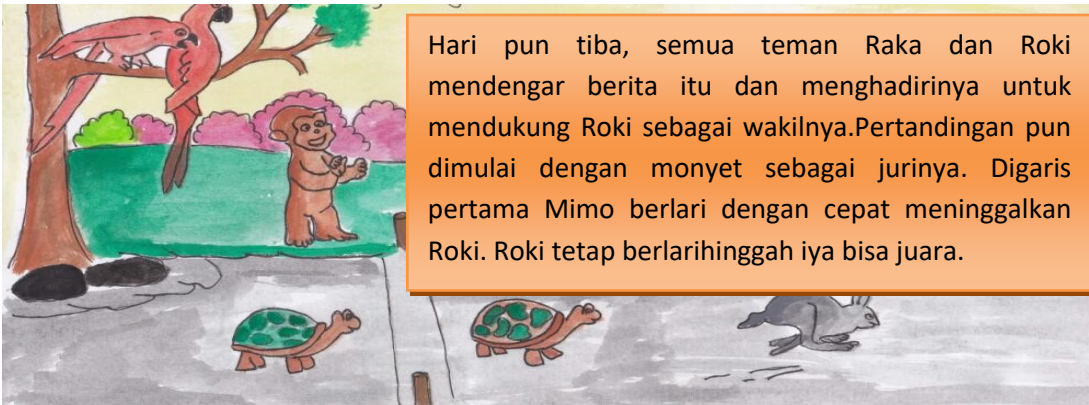 Hari pun tiba, semua teman Raka dan Roki
mendengar berita itu dan menghadirinya untuk
mendukung Roki sebagai wakilnya.Pertandingan pun
dimulai dengan monyet sebagai jurinya. Digaris
pertama Mimo berlari dengan cepat meninggalkan
Roki. Roki tetap berlarihinggah iya bisa juara.